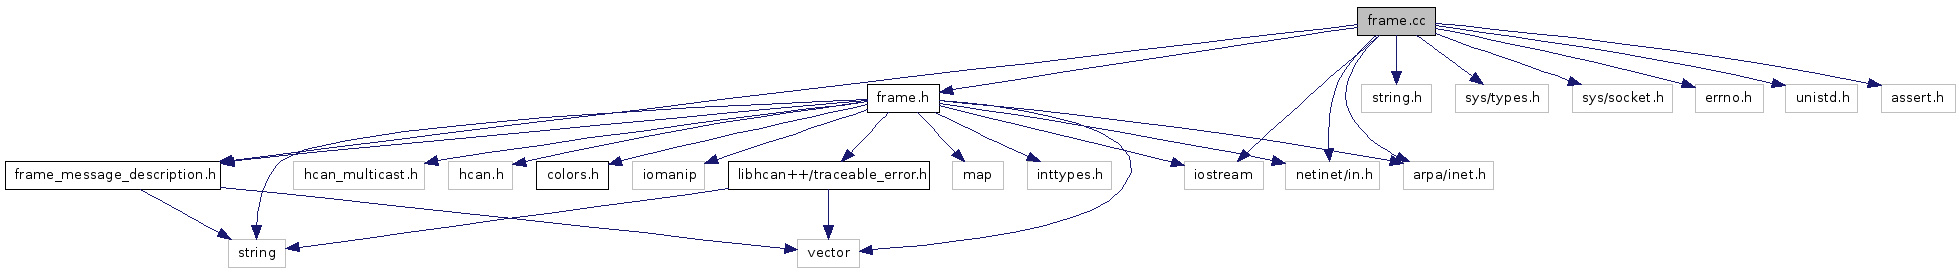 frame.cc
frame.h
string.h
sys/types.h
sys/socket.h
errno.h
unistd.h
assert.h
frame_message_description.h
hcan_multicast.h
hcan.h
colors.h
iomanip
libhcan++/traceable_error.h
map
inttypes.h
iostream
netinet/in.h
arpa/inet.h
string
vector